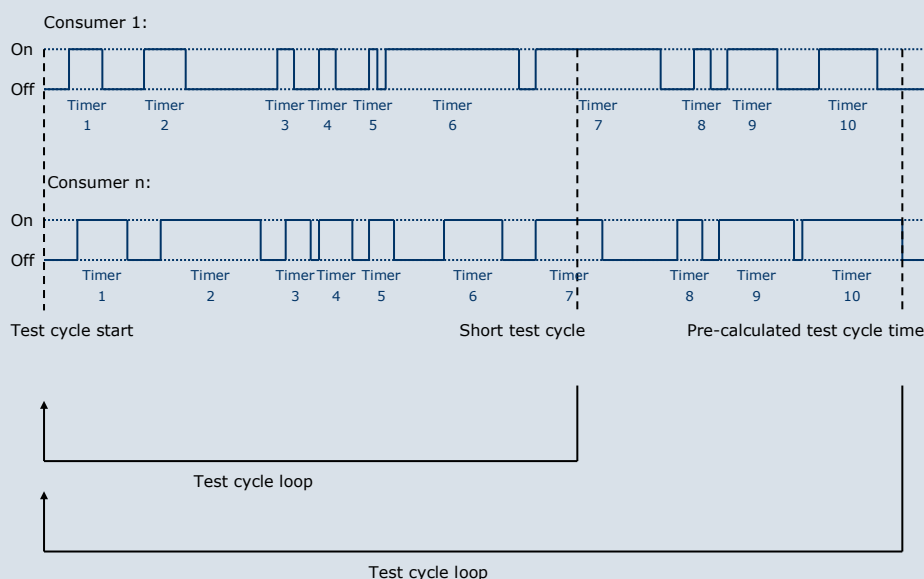 Consumer 1:
On
Off
Timer Timer Timer Timer Timer Timer Timer Timer Timer Timer
1 2 3 4 5 6 7 8 9 10
Consumer n:
On
Off
Timer Timer Timer Timer Timer Timer Timer Timer Timer Timer
1 2 3 4 5 6 7 8 9 10
Test cycle start Short test cycle Pre-calculated test cycle time
Test cycle loop
Test cycle loop